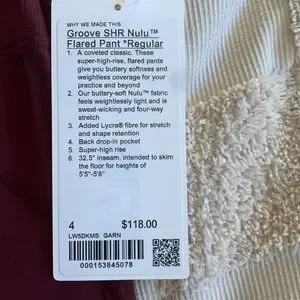 WHY WE MADE THIS
Groove SHR Nulu™
Flared Pant *Regular
1. A coveted classic. These
super-high-rise, flared pants
give you buttery softness and
weightless coverage for your
practice and beyond
2. Our buttery-soft Nulu™ fabric
feels weightlessly light and is
sweat-wicking and four-way
stretch
3. Added Lycra® fibre for stretch
and shape retention
4. Back drop-in pocket
5. Super-high rise
6. 32.5" inseam, intended to skim
the floor for heights of
5'5"-5'8"
4 $118.00
LW5DKMS GARN
000153845078